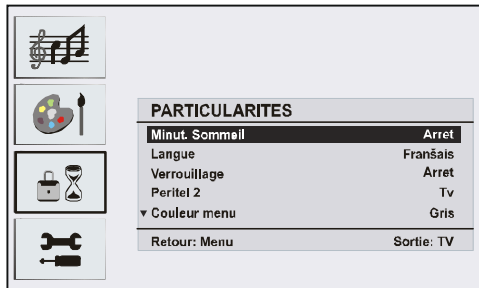 PARTICULARITES
Minut. Sommeil Arret
Langue Franšais
Verrouillage Arret
Peritel 2 Tv
▾ Couleur menu Gris
Retour: Menu Sortie: TV